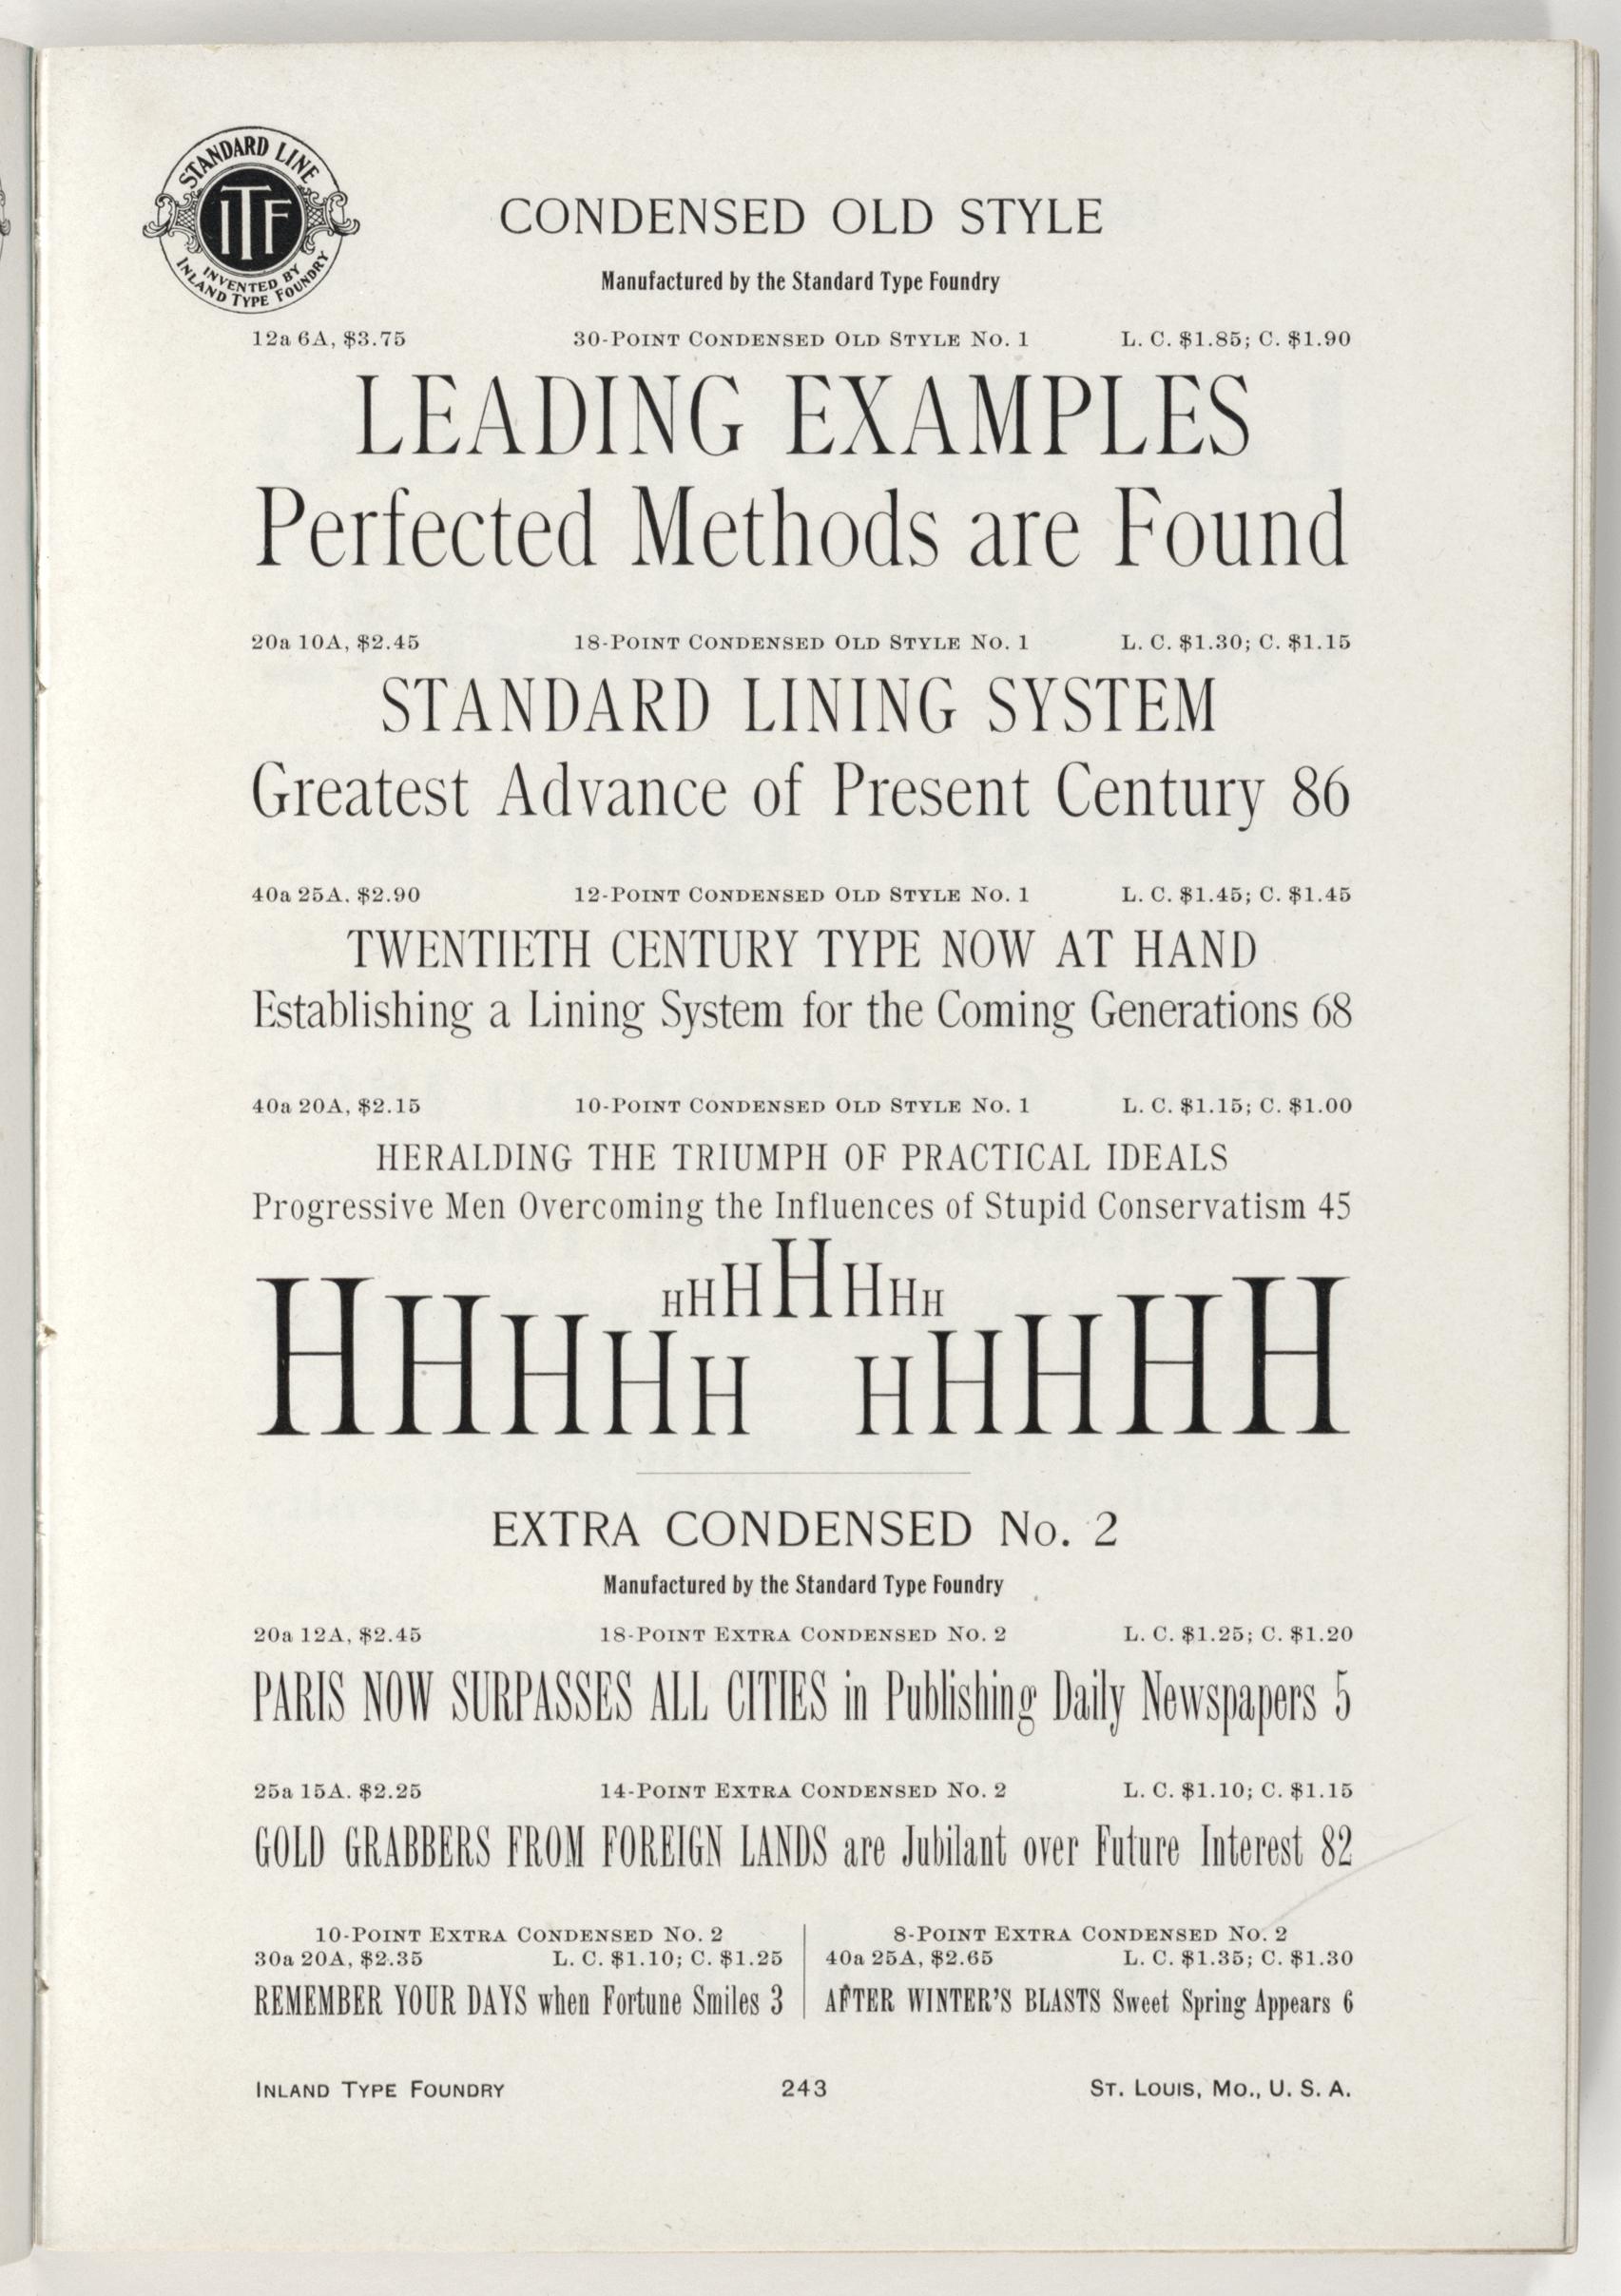 STANDARD LINE
ITF
INVENTED BY
INLAND TYPE FOUNDRY
CONDENSED OLD STYLE
Manufactured by the Standard Type Foundry
12a 6A, $3.75 30-POINT CONDENSED OLD STYLE NO. 1 L. C. $1.85; C. $1.90
LEADING EXAMPLES
Perfected Methods are Found
20a 10A, $2.45 18-POINT CONDENSED OLD STYLE NO. 1 L. C. $1.30; C. $1.15
STANDARD LINING SYSTEM
Greatest Advance of Present Century 86
40a 25A. $2.90 12-POINT CONDENSED OLD STYLE NO. 1 L. C. $1.45; C. $1.45
TWENTIETH CENTURY TYPE NOW AT HAND
Establishing a Lining System for the Coming Generations 68
40a 20A, $2.15 10-POINT CONDENSED OLD STYLE NO. 1 L. C. $1.15; C. $1.00
HERALDING THE TRIUMPH OF PRACTICAL IDEALS
Progressive Men Overcoming the Influences of Stupid Conservatism 45
HHHHHHH
HHHHH HHHHH
EXTRA CONDENSED No. 2
Manufactured by the Standard Type Foundry
20a 12A, $2.45 18-POINT EXTRA CONDENSED NO. 2 L. C. $1.25; C. $1.20
PARIS NOW SURPASSES ALL CITIES in Publishing Daily Newspapers 5
25a 15A. $2.25 14-POINT EXTRA CONDENSED NO. 2 L. C. $1.10; C. $1.15
GOLD GRABBERS FROM FOREIGN LANDS are Jubilant over Future Interest 82
10-POINT EXTRA CONDENSED NO. 2
30a 20A, $2.35 L. C. $1.10; C. $1.25
REMEMBER YOUR DAYS when Fortune Smiles 3
8-POINT EXTRA CONDENSED NO. 2
40a 25A, $2.65 L. C. $1.35; C. $1.30
AFTER WINTER'S BLASTS Sweet Spring Appears 6
INLAND TYPE FOUNDRY 243 ST. LOUIS, MO., U. S. A.